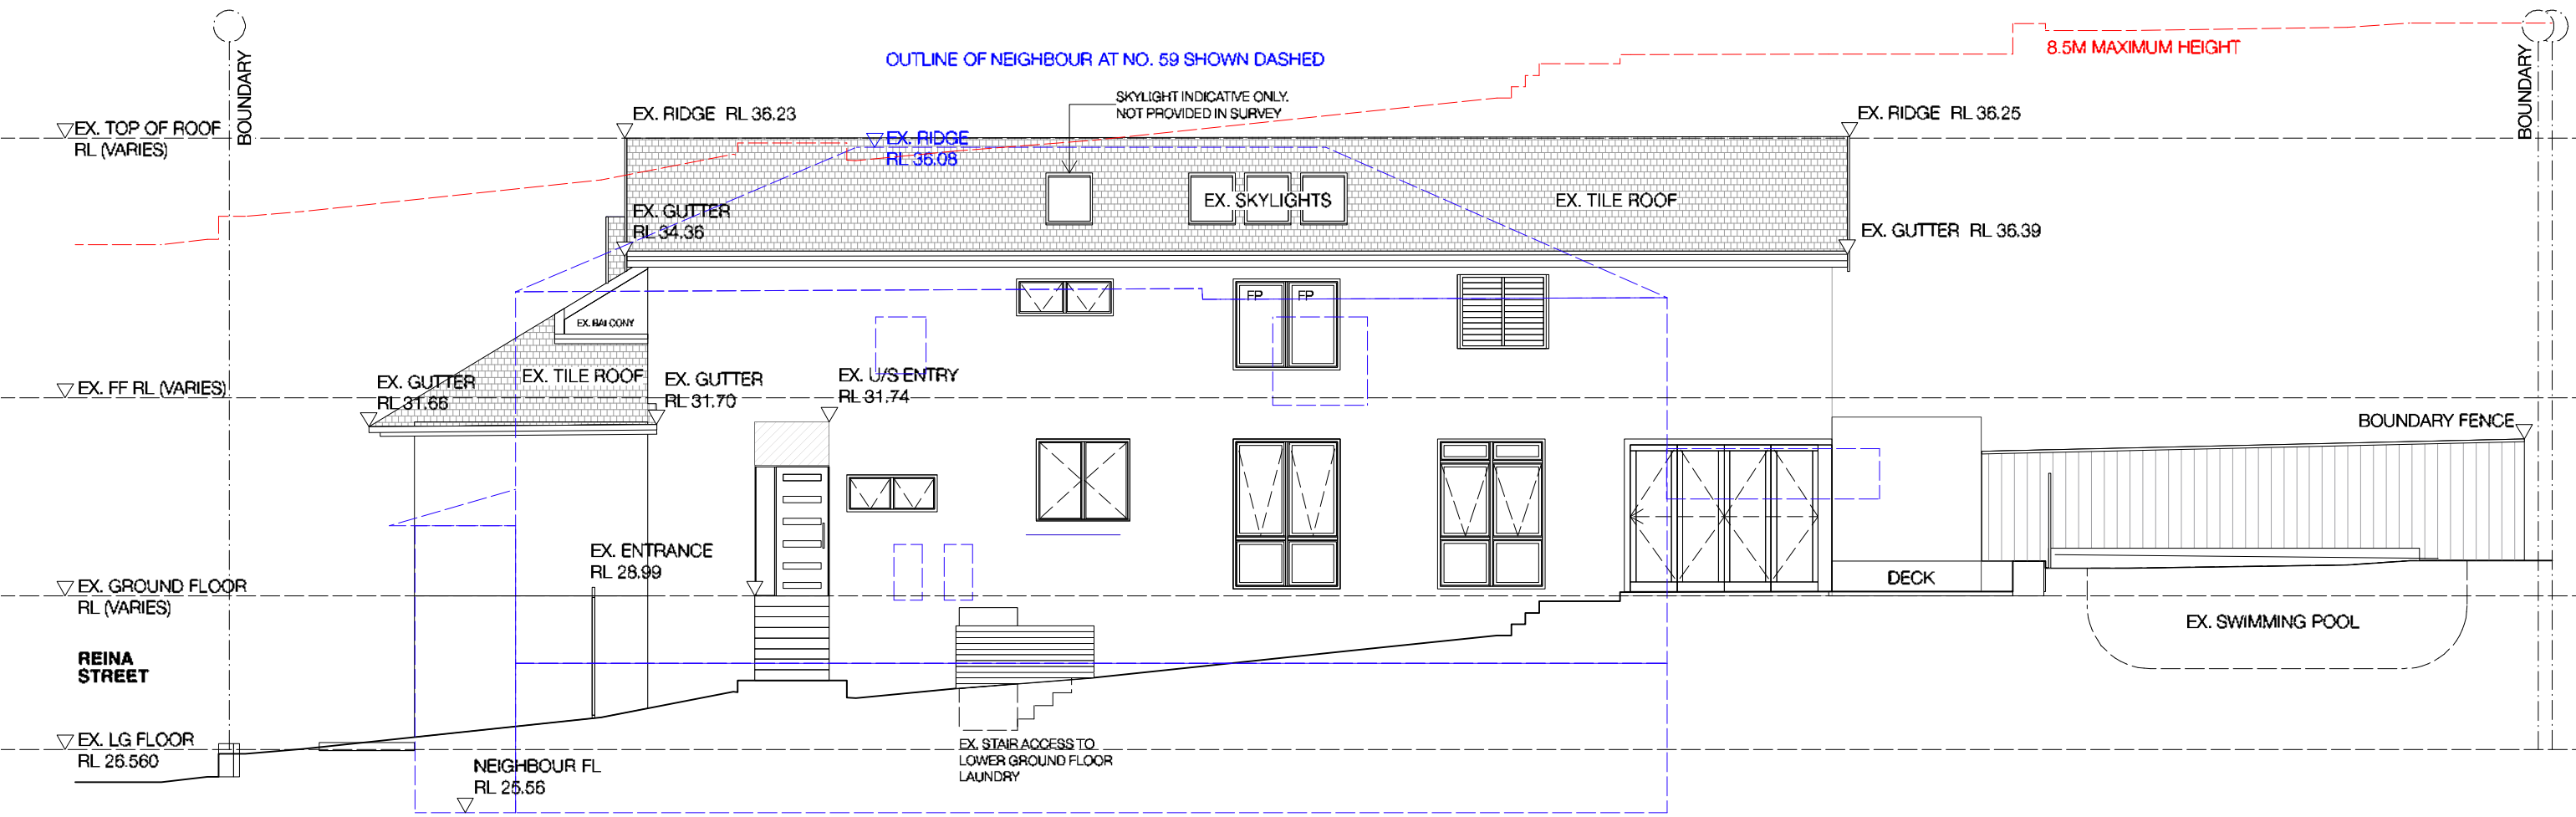 BOUNDARY
OUTLINE OF NEIGHBOUR AT NO. 59 SHOWN DASHED
8.5M MAXIMUM HEIGHT
BOUNDARY
SKYLIGHT INDICATIVE ONLY.
NOT PROVIDED IN SURVEY
EX. TOP OF ROOF
RL (VARIES)
EX. RIDGE RL 36.23
EX. RIDGE
RL 36.08
EX. RIDGE RL 36.25
EX. GUTTER
RL 34.36
EX. SKYLIGHTS
EX. TILE ROOF
EX. GUTTER RL 36.39
FP
FP
EX. BALCONY
EX. FF RL (VARIES)
EX. GUTTER
RL 31.66
EX. TILE ROOF
EX. GUTTER
RL 31.70
EX. U/S ENTRY
RL 31.74
BOUNDARY FENCE
EX. ENTRANCE
RL 28.99
EX. GROUND FLOOR
RL (VARIES)
DECK
EX. SWIMMING POOL
REINA
STREET
EX. LG FLOOR
RL 26.560
NEIGHBOUR FL
RL 25.56
EX. STAIR ACCESS TO
LOWER GROUND FLOOR
LAUNDRY